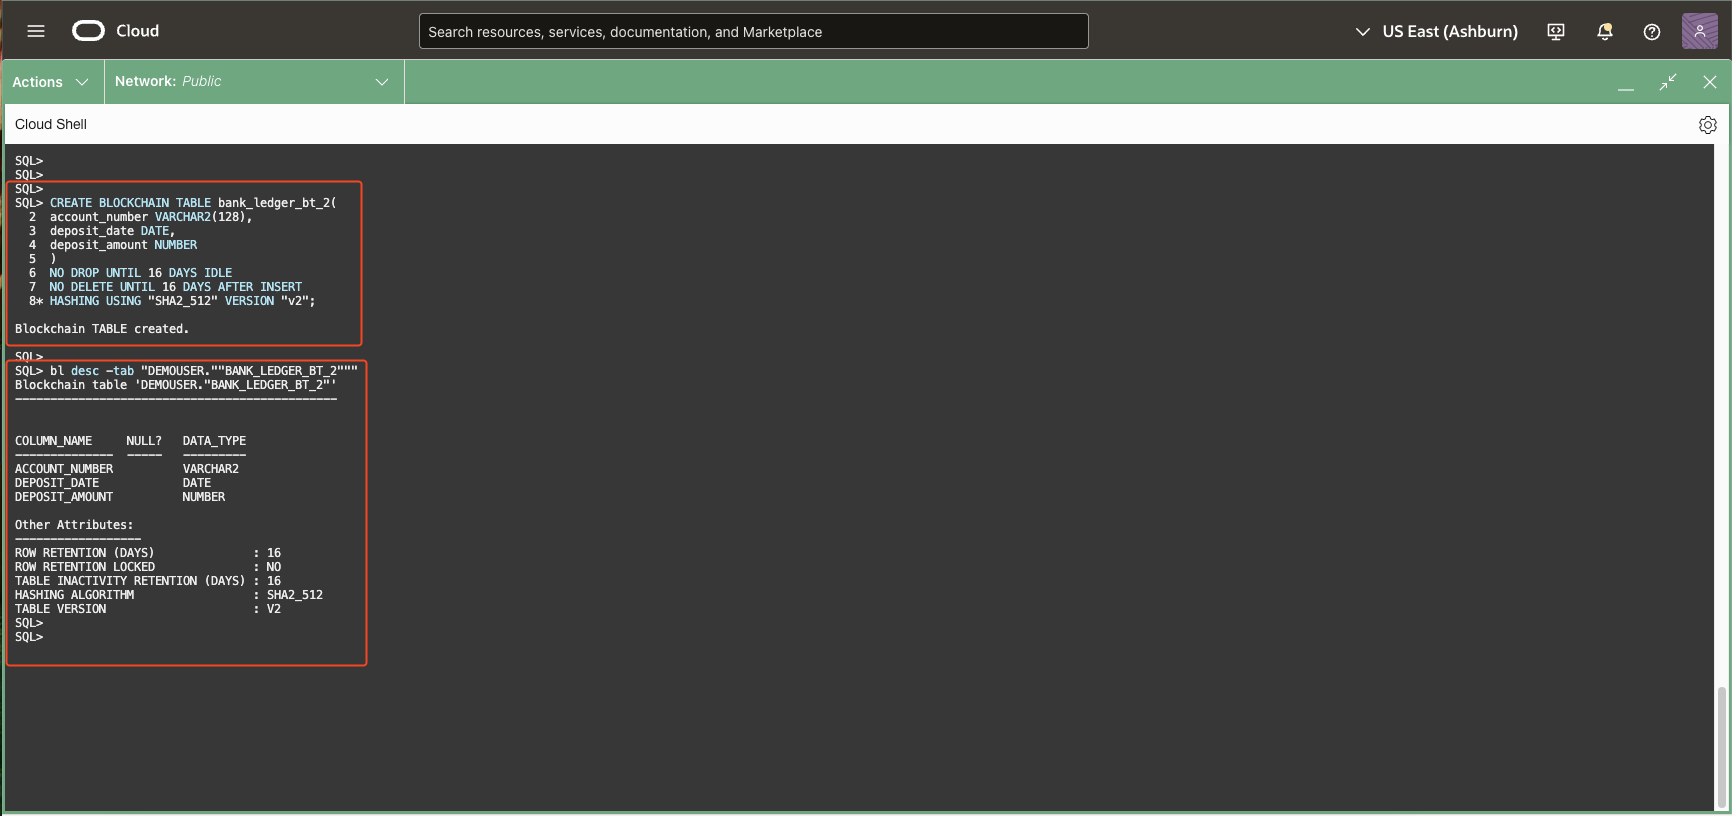 Cloud
Search resources, services, documentation, and Marketplace
US East (Ashburn)
Actions
Network: Public
Cloud Shell
SQL>
SQL>
SQL>
SQL> CREATE BLOCKCHAIN TABLE bank_ledger_bt_2(
2 account_number VARCHAR2(128),
3 deposit_date DATE,
4 deposit_amount NUMBER
5 )
6 NO DROP UNTIL 16 DAYS IDLE
7 NO DELETE UNTIL 16 DAYS AFTER INSERT
8* HASHING USING "SHA2_512" VERSION "v2";
Blockchain TABLE created.
SQL>
SQL> bl desc -tab "DEMOUSER.""BANK_LEDGER_BT_2"""
Blockchain table 'DEMOUSER."BANK_LEDGER_BT_2"'
----------------------------------------------
COLUMN_NAME NULL? DATA_TYPE
-------------- ----- ---------
ACCOUNT_NUMBER VARCHAR2
DEPOSIT_DATE DATE
DEPOSIT_AMOUNT NUMBER
Other Attributes:
------------------
ROW RETENTION (DAYS) : 16
ROW RETENTION LOCKED : NO
TABLE INACTIVITY RETENTION (DAYS) : 16
HASHING ALGORITHM : SHA2_512
TABLE VERSION : V2
SQL>
SQL>